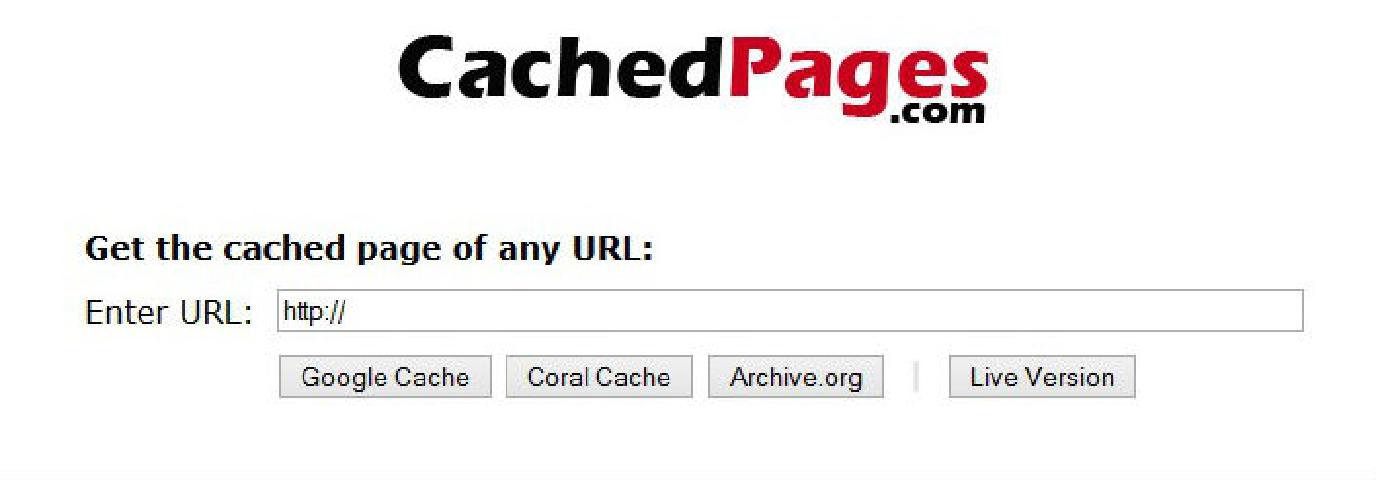 CachedPages
.com
Get the cached page of any URL:
Enter URL: http://
Google Cache Coral Cache Archive.org | Live Version